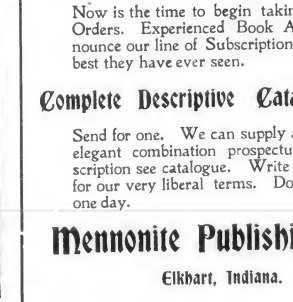 Now is the time to begin takin
Orders. Experienced Book A
nounce our line of Subscription
best they have ever seen.
Complete Descriptive Cata
Send for one. We can supply a
elegant combination prospectu
scription see catalogue. Write
for our very liberal terms. Do
one day.
Mennonite Publishi
Elkhart, Indiana.